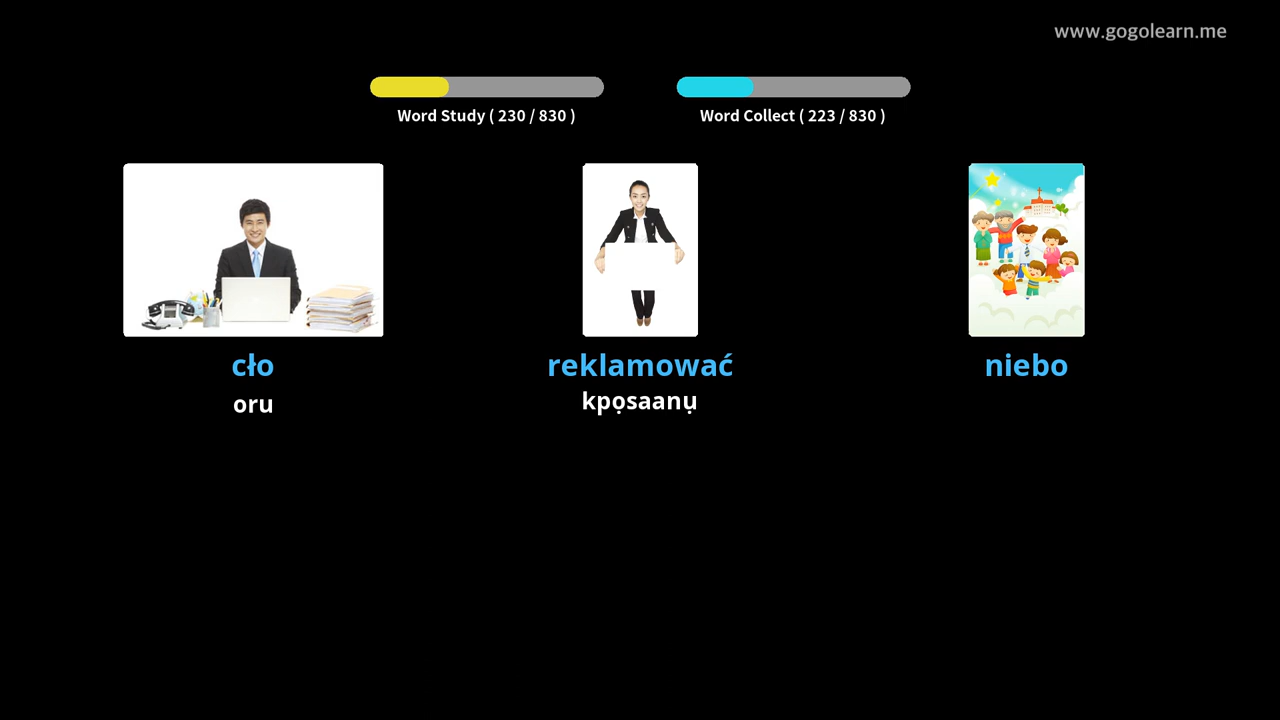 www.gogolearn.me
Word Study ( 230 / 830 )
Word Collect ( 223 / 830 )
cło
reklamować
niebo
oru
kpọsaanụ